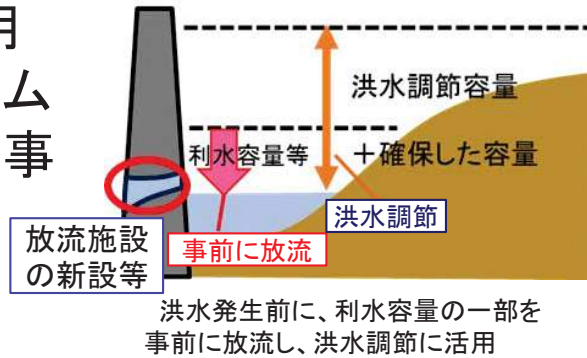 用
ム
事
洪水調節容量
利水容量等
＋確保した容量
洪水調節
放流施設
の新設等
事前に放流
洪水発生前に、利水容量の一部を
事前に放流し、洪水調節に活用